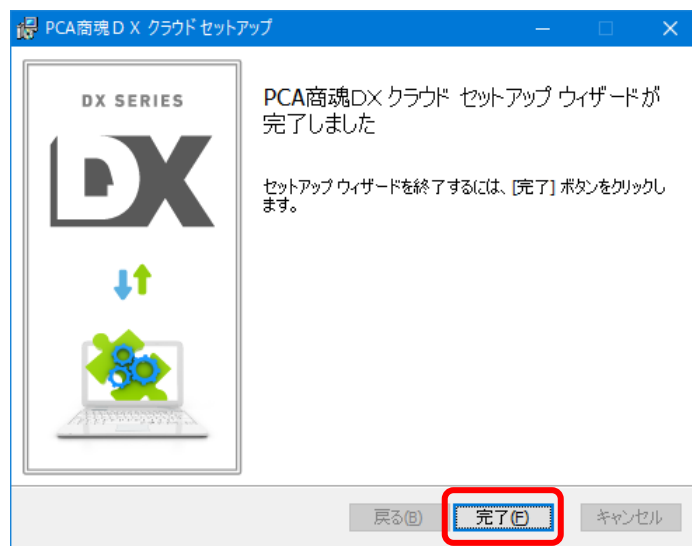 PCA商魂ＤＸ クラウド セットアップ
DX SERIES
DX
PCA商魂DX クラウド セットアップ ウィザードが
完了しました
セットアップ ウィザードを終了するには、[完了] ボタンをクリックし
ます。
戻る(B)
完了(F)
キャンセル